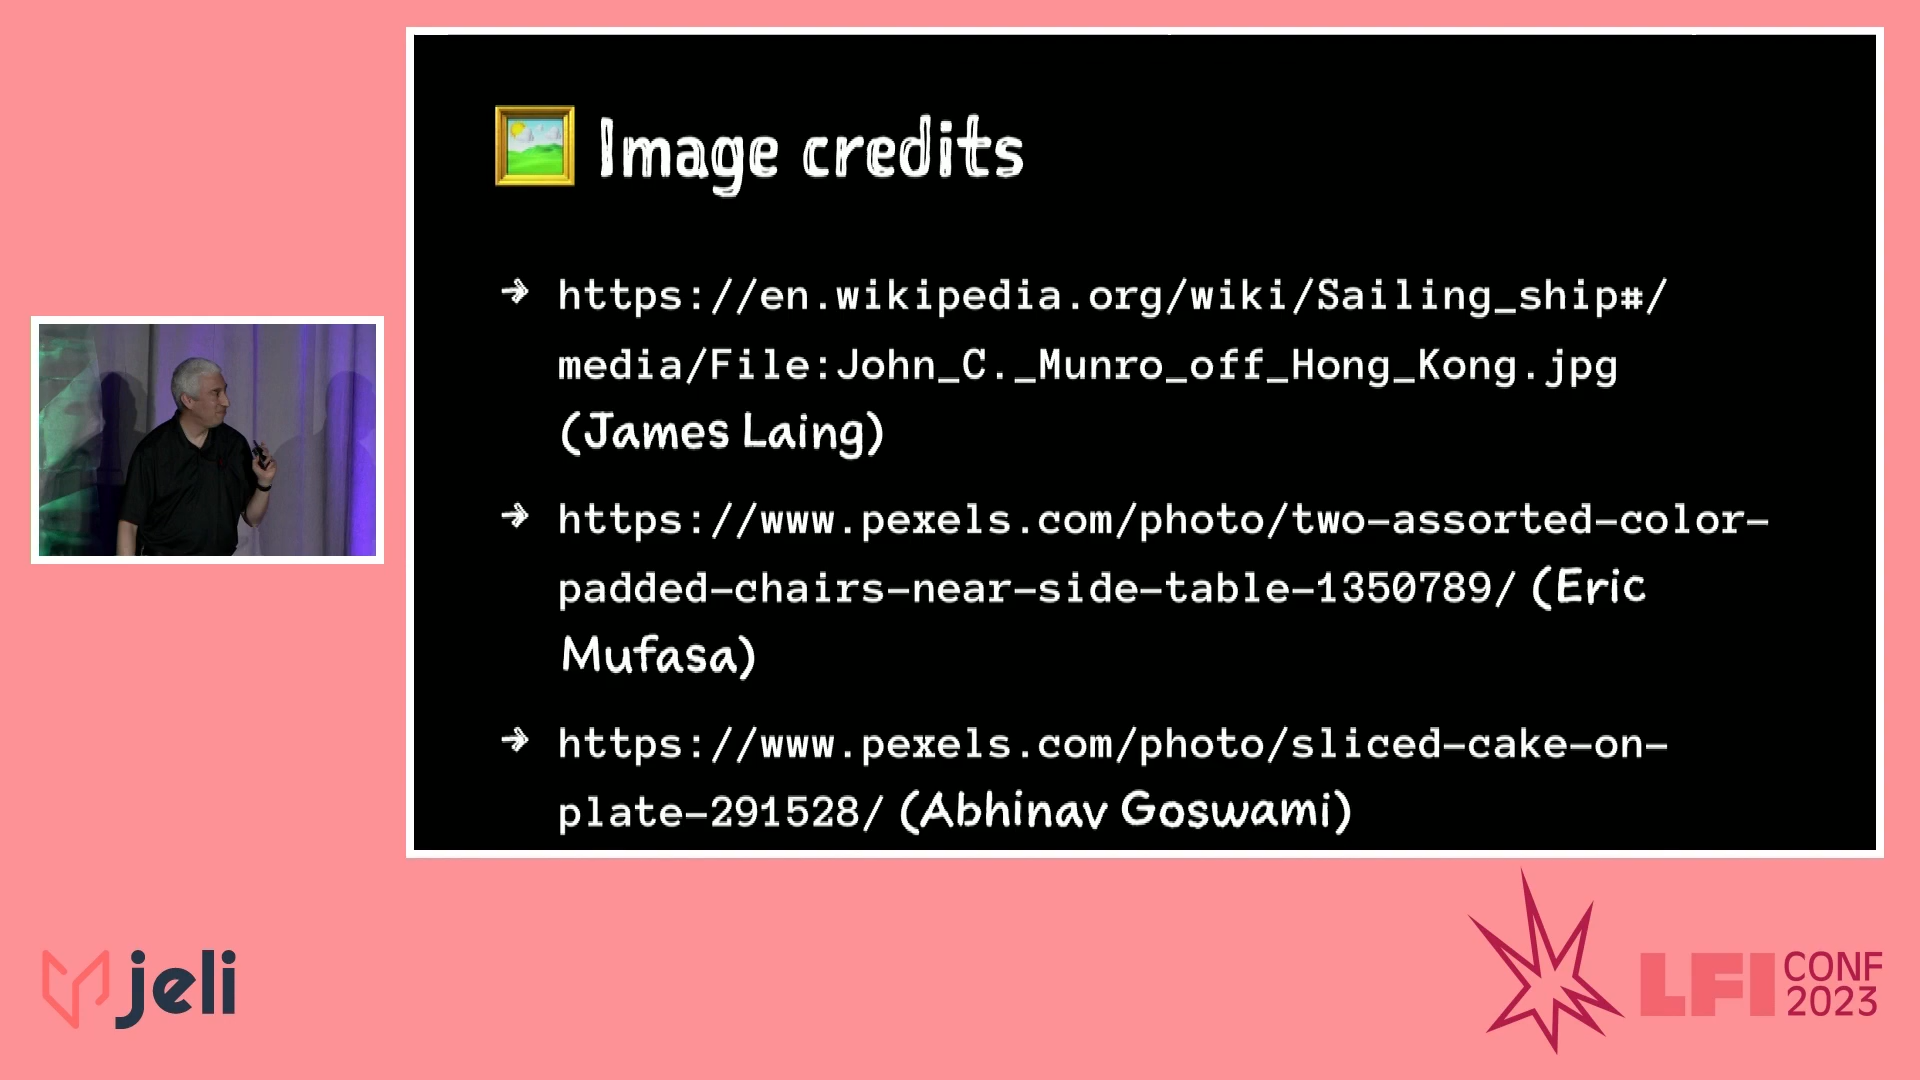 Image credits
https://en.wikipedia.org/wiki/Sailing_ship#/
media/File:John_C._Munro_off_Hong_Kong.jpg
(James Laing)
https://www.pexels.com/photo/two-assorted-color-
padded-chairs-near-side-table-1350789/ (Eric
Mufasa)
https://www.pexels.com/photo/sliced-cake-on-
plate-291528/ (Abhinav Goswami)
jeli
LFI
CONF
2023